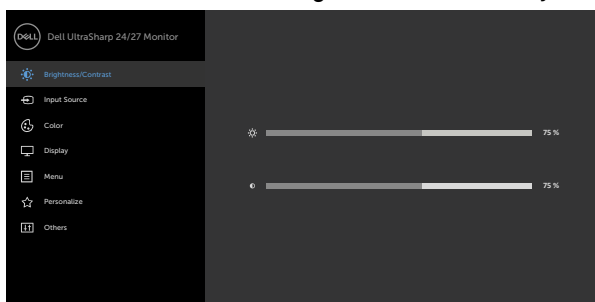 DELL
Dell UltraSharp 24/27 Monitor
Brightness/Contrast
Input Source
Color
75 %
Display
Menu
75 %
Personalize
Others